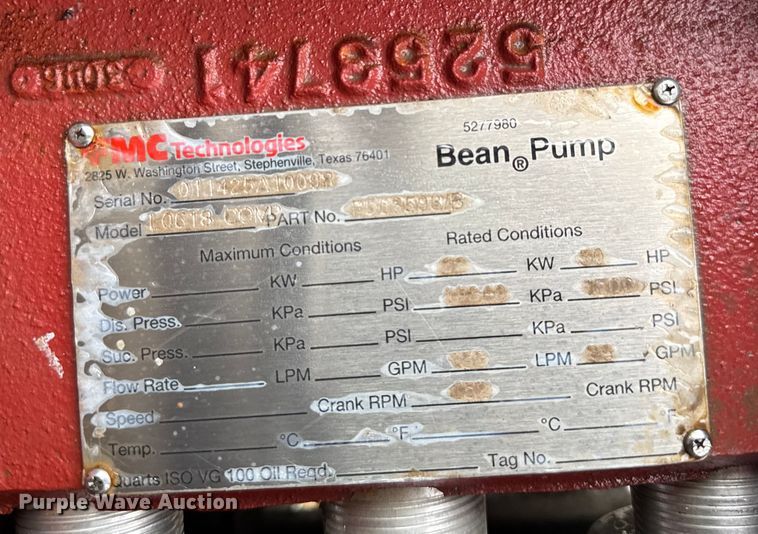 5253741
5277980
FMC Technologies
2825 W. Washington Street, Stephenville, Texas 76401
Bean® Pump
Serial No.
Model L0618 COM PART No.
Maximum Conditions Rated Conditions
Power KW HP KW HP
Dis. Press. KPa PSI KPa PSI
Suc. Press. KPa PSI KPa PSI
Flow Rate LPM GPM LPM GPM
Speed Crank RPM Crank RPM
Temp. °C °F °C °F
Quarts ISO VG 100 Oil Reqd. Tag No.
Purple Wave Auction